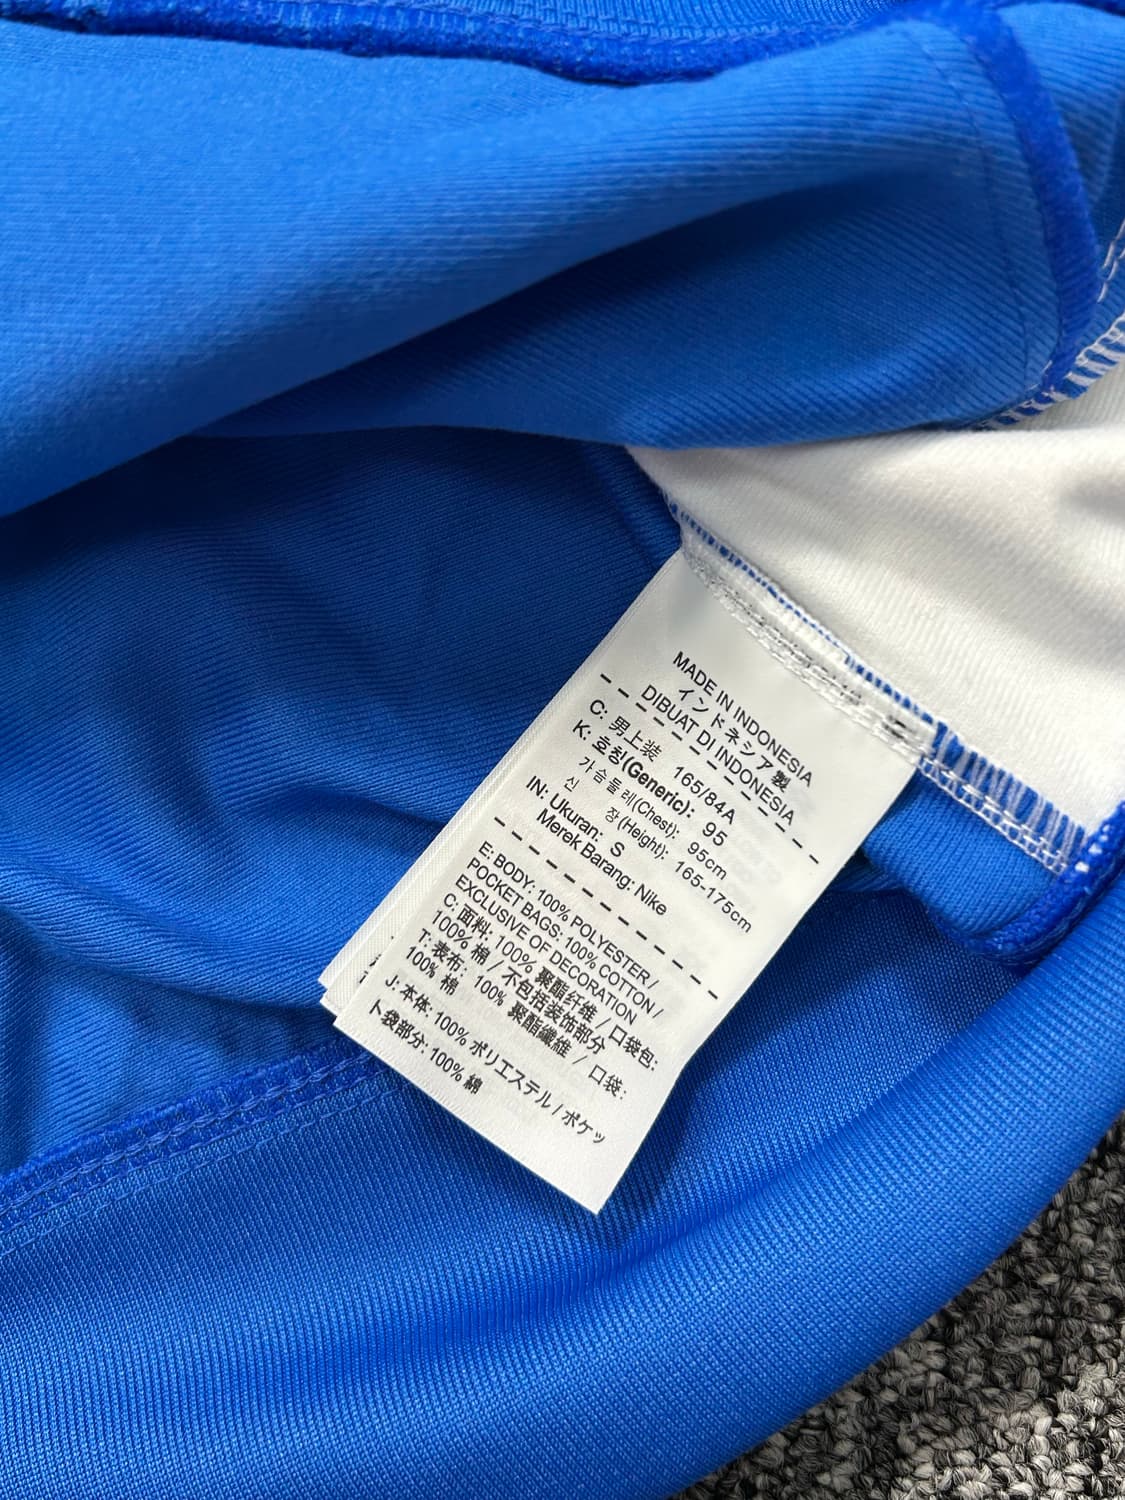 MADE IN INDONESIA
インドネシア製
DIBUAT DI INDONESIA
C: 男上装 165/84A
K: 호칭(Generic): 95
가슴둘레(Chest): 95cm
신 장(Height): 165-175cm
IN: Ukuran: S
Merek Barang: Nike
E: BODY: 100% POLYESTER /
POCKET BAGS: 100% COTTON /
EXCLUSIVE OF DECORATION
C: 面料: 100% 聚酯纤维 / 口袋包:
100% 棉 / 不包括装饰部分
T: 表布: 100% 聚酯纖維 / 口袋:
100% 棉
J: 本体: 100% ポリエステル / ポケッ
ト袋部分: 100% 綿